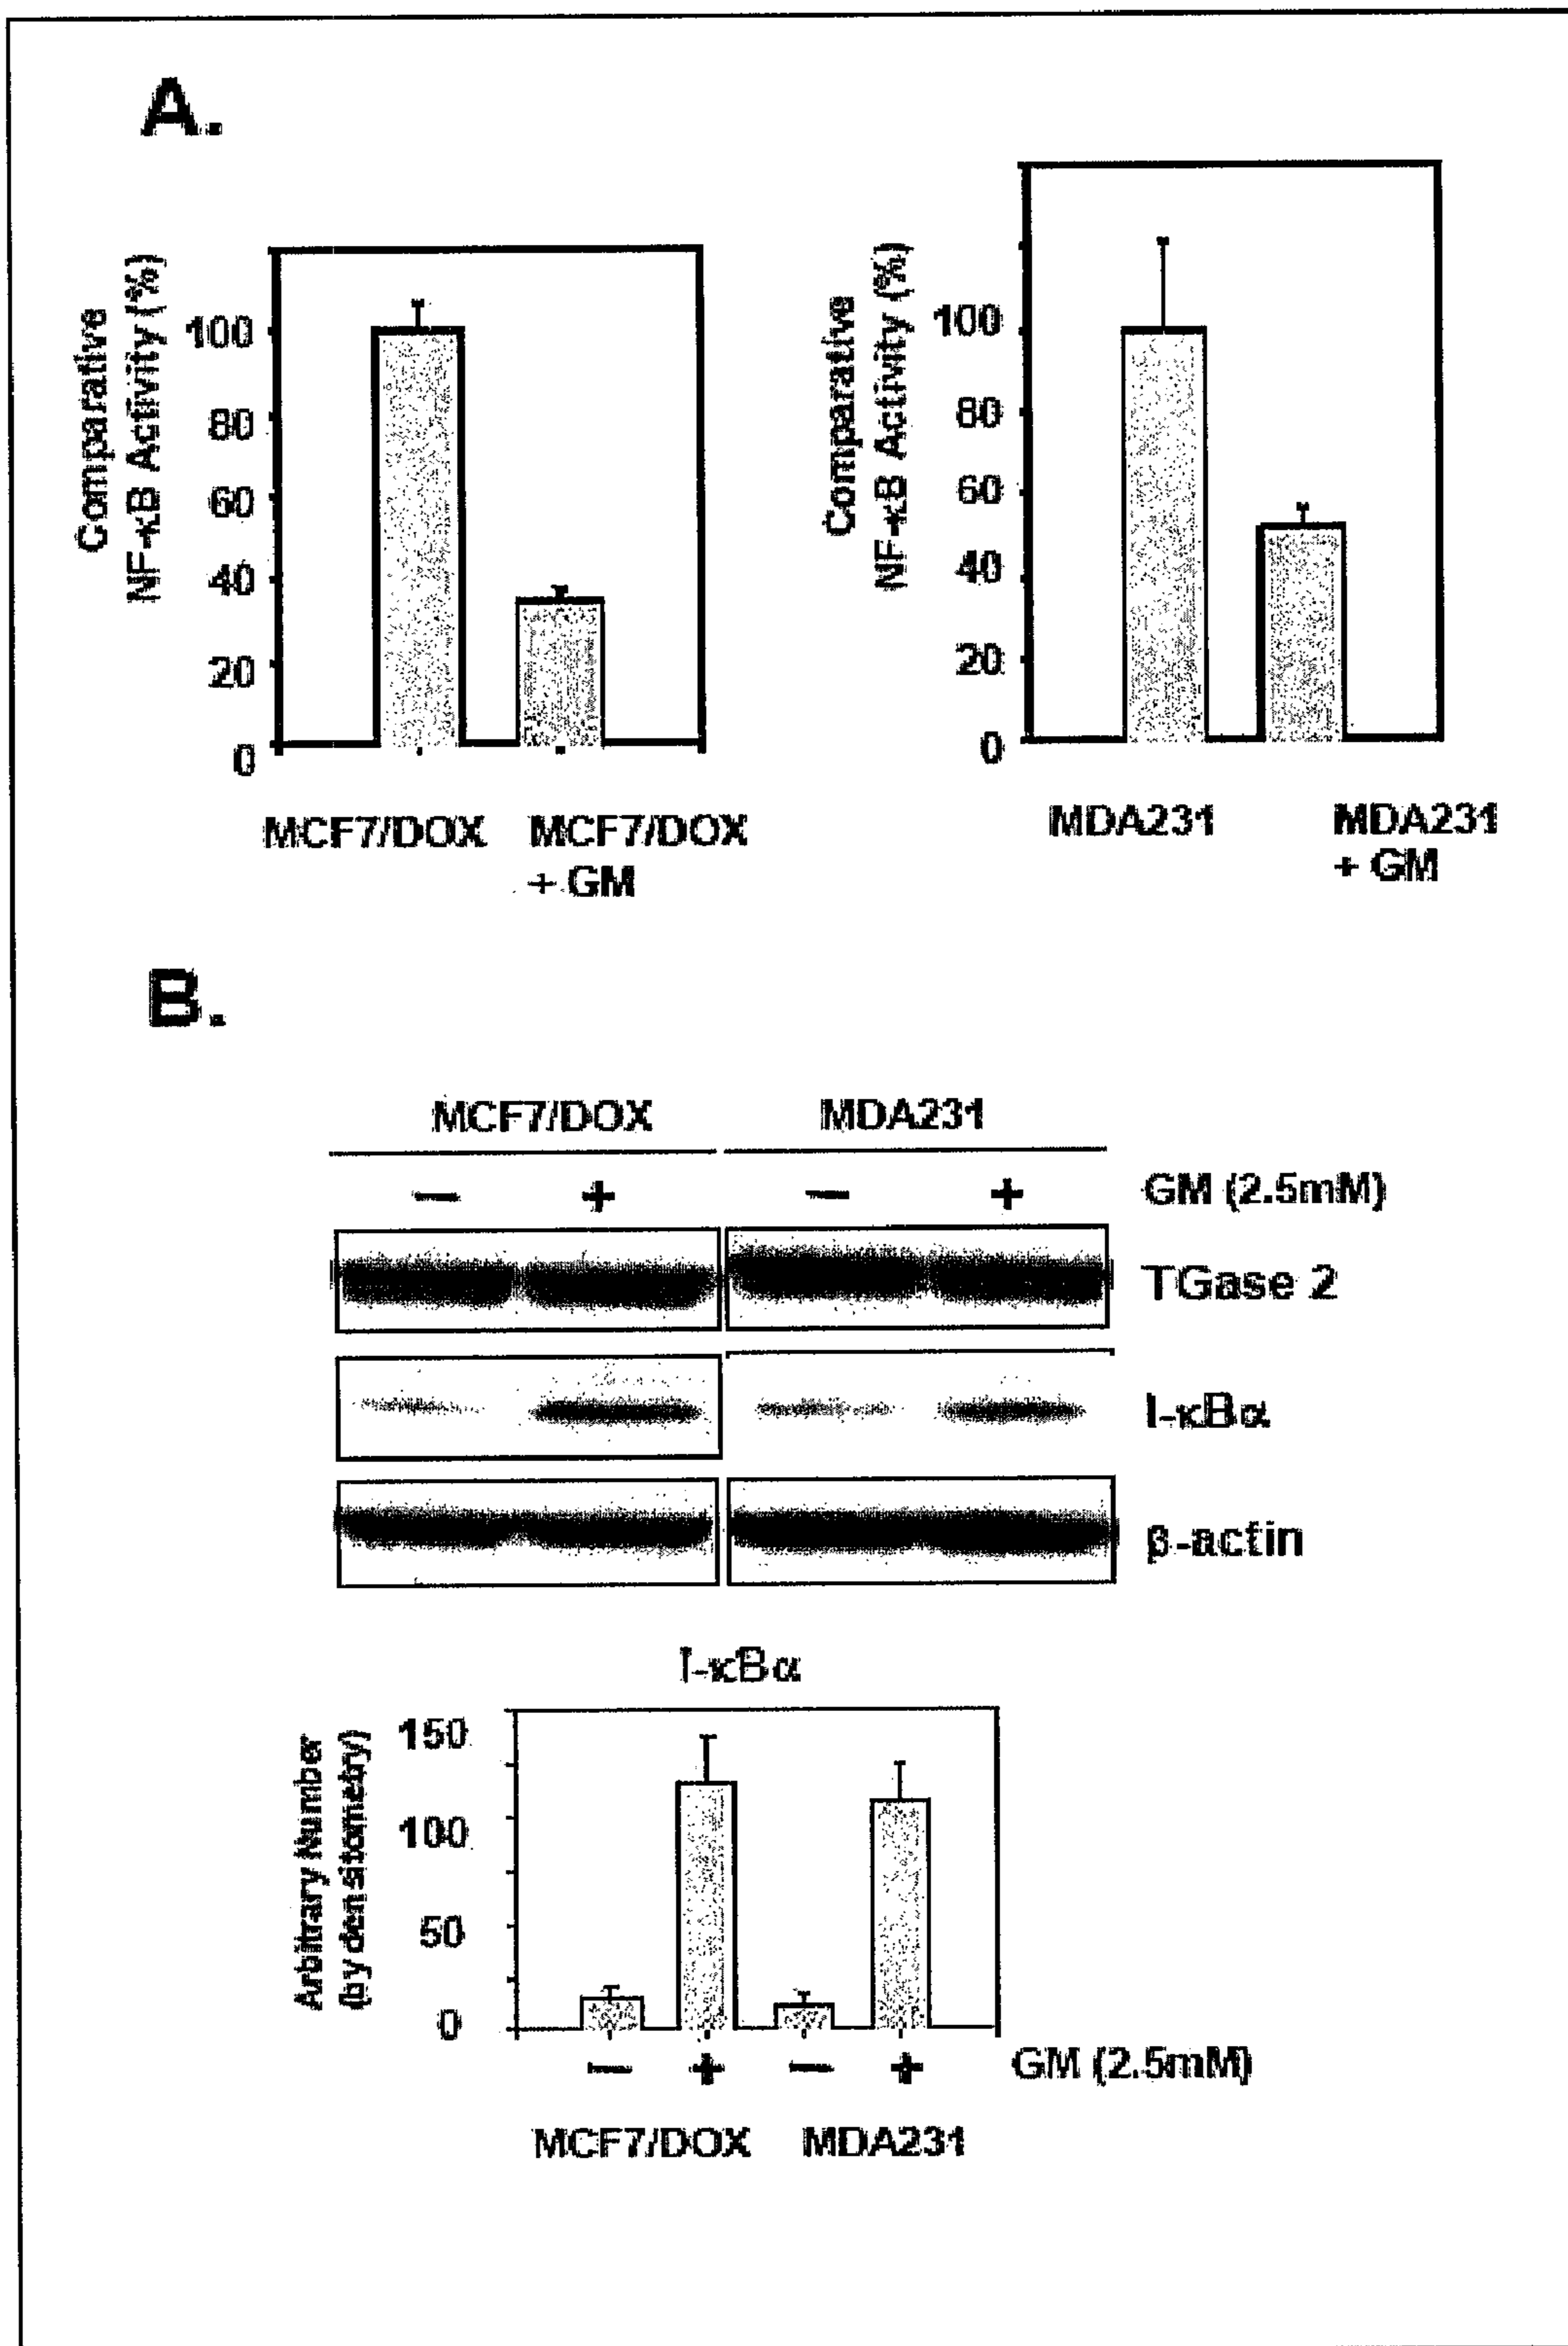 A.
Comparative
NF-κB Activity (%)
100
80
60
40
20
0
MCF7/DOX
MCF7/DOX
+ GM
Comparative
NF-κB Activity (%)
100
80
60
40
20
0
MDA231
MDA231
+ GM
B.
MCF7/DOX MDA231
– + – + GM (2.5mM)
TGase 2
I-κBα
β-actin
I-κBα
Arbitrary Number
(by densitometry)
150
100
50
0
– + – + GM (2.5mM)
MCF7/DOX MDA231